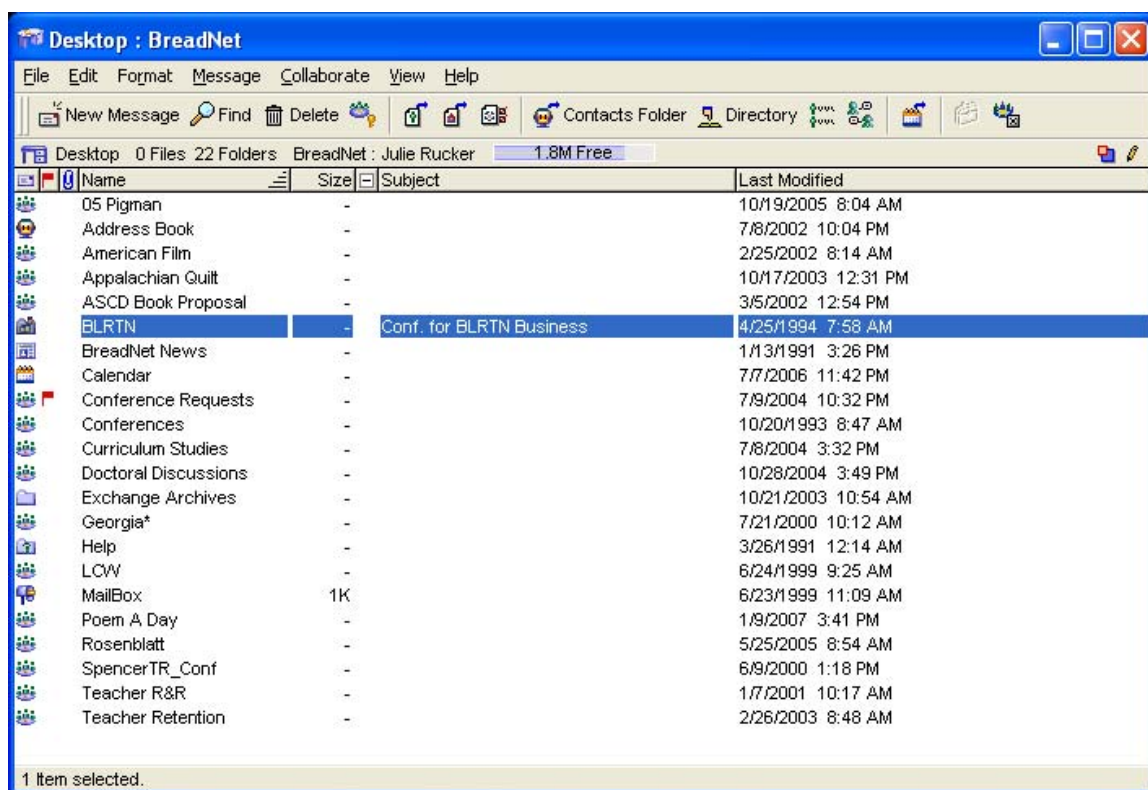 Desktop : BreadNet
File Edit Format Message Collaborate View Help
New Message Find Delete Contacts Folder Directory
Desktop 0 Files 22 Folders BreadNet : Julie Rucker 1.8M Free
Name Size Subject Last Modified
05 Pigman - 10/19/2005 8:04 AM
Address Book - 7/8/2002 10:04 PM
American Film - 2/25/2002 8:14 AM
Appalachian Quilt - 10/17/2003 12:31 PM
ASCD Book Proposal - 3/5/2002 12:54 PM
BLRTN - Conf. for BLRTN Business 4/25/1994 7:58 AM
BreadNet News - 1/13/1991 3:26 PM
Calendar - 7/7/2006 11:42 PM
Conference Requests - 7/9/2004 10:32 PM
Conferences - 10/20/1993 8:47 AM
Curriculum Studies - 7/8/2004 3:32 PM
Doctoral Discussions - 10/28/2004 3:49 PM
Exchange Archives - 10/21/2003 10:54 AM
Georgia* - 7/21/2000 10:12 AM
Help - 3/26/1991 12:14 AM
LCW - 6/24/1999 9:25 AM
MailBox 1K 6/23/1999 11:09 AM
Poem A Day - 1/9/2007 3:41 PM
Rosenblatt - 5/25/2005 8:54 AM
SpencerTR_Conf - 6/9/2000 1:18 PM
Teacher R&R - 1/7/2001 10:17 AM
Teacher Retention - 2/26/2003 8:48 AM
1 Item selected.